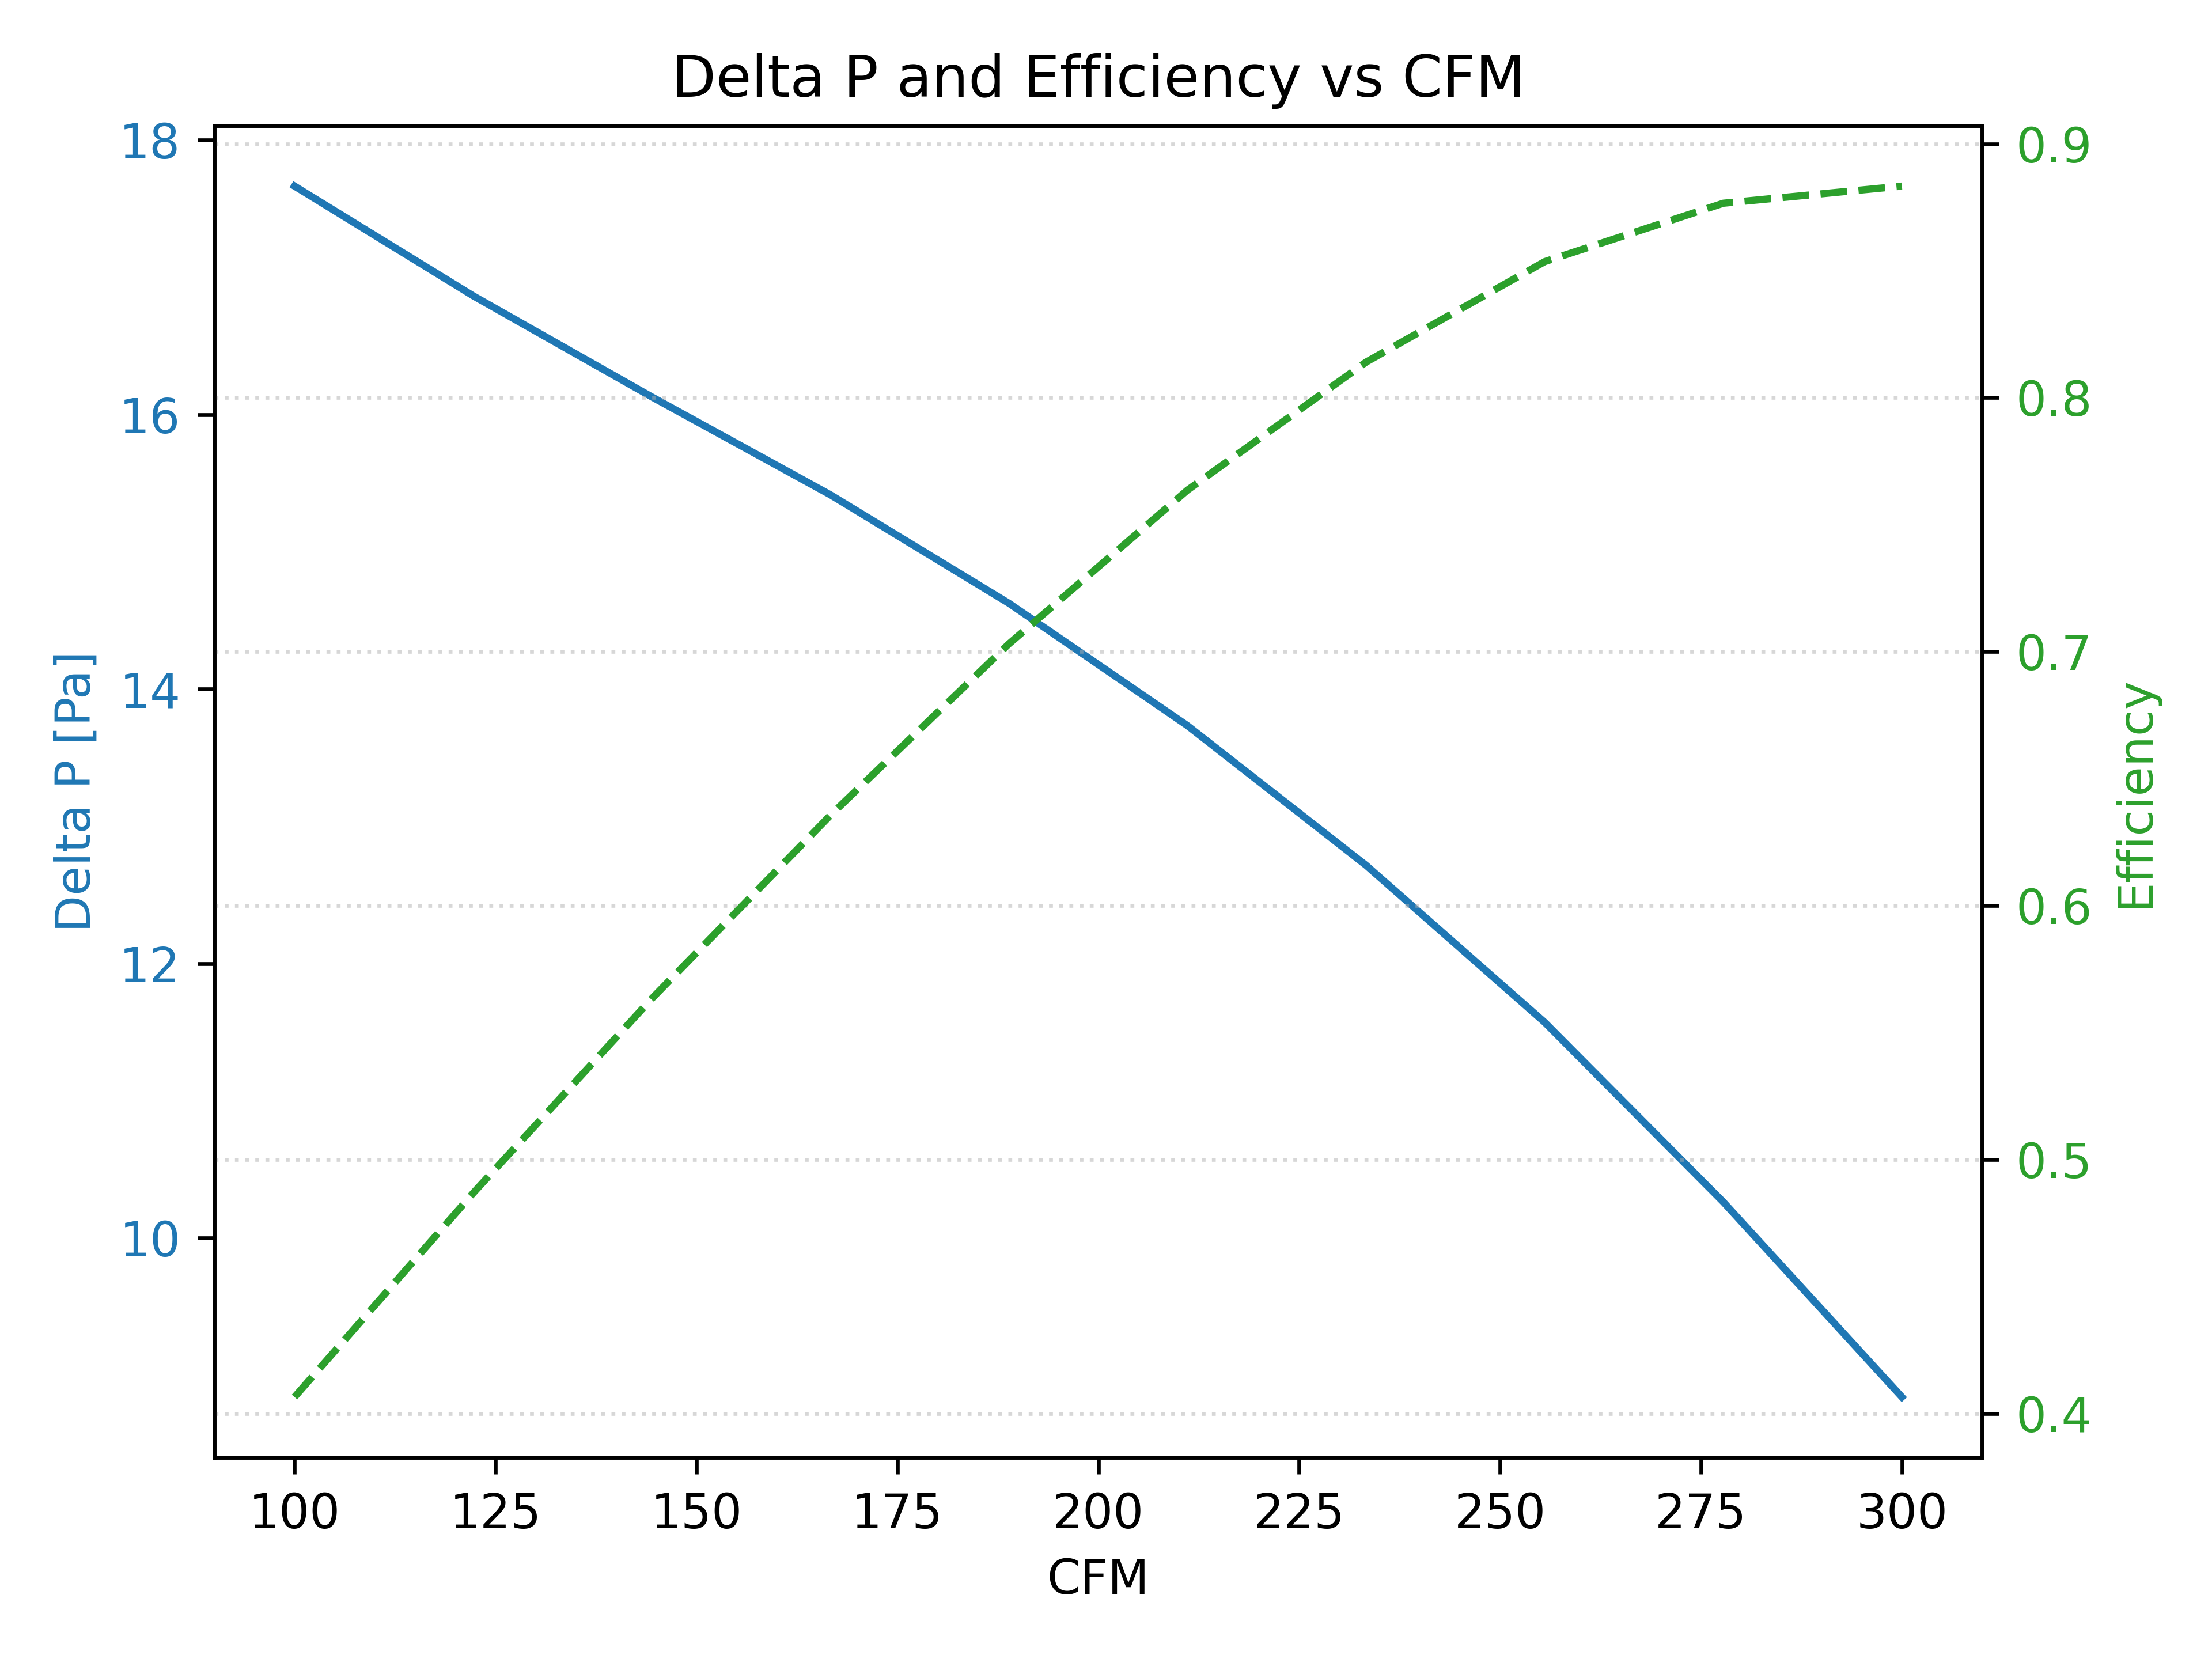 Delta P and Efficiency vs CFM
18
16
14
12
10
Delta P [Pa]
0.9
0.8
0.7
0.6
0.5
0.4
Efficiency
100 125 150 175 200 225 250 275 300
CFM